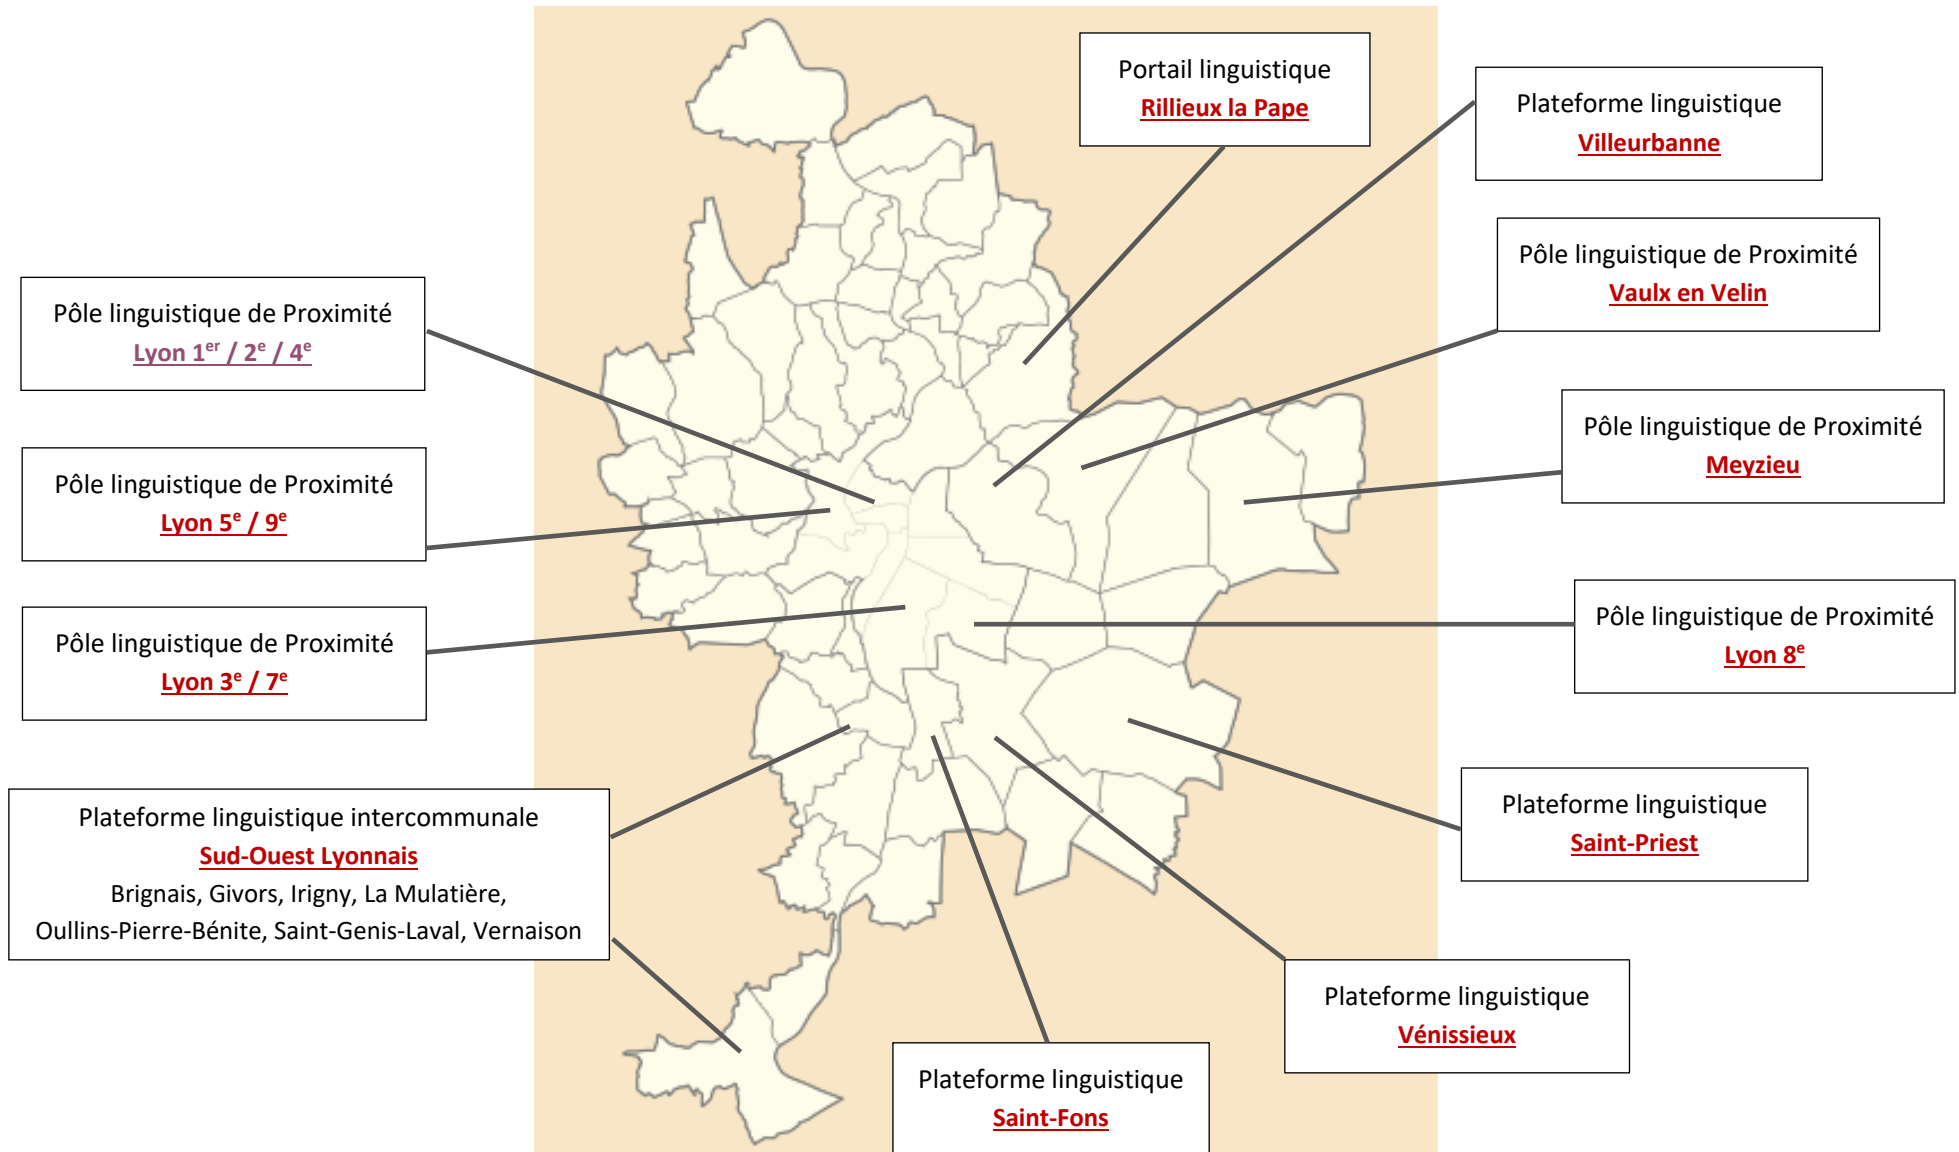 Portail linguistique
Rillieux la Pape
Plateforme linguistique
Villeurbanne
Pôle linguistique de Proximité
Vaulx en Velin
Pôle linguistique de Proximité
Lyon 1er / 2e / 4e
Pôle linguistique de Proximité
Meyzieu
Pôle linguistique de Proximité
Lyon 5e / 9e
Pôle linguistique de Proximité
Lyon 8e
Pôle linguistique de Proximité
Lyon 3e / 7e
Plateforme linguistique
Saint-Priest
Plateforme linguistique intercommunale
Sud-Ouest Lyonnais
Brignais, Givors, Irigny, La Mulatière,
Oullins-Pierre-Bénite, Saint-Genis-Laval, Vernaison
Plateforme linguistique
Vénissieux
Plateforme linguistique
Saint-Fons